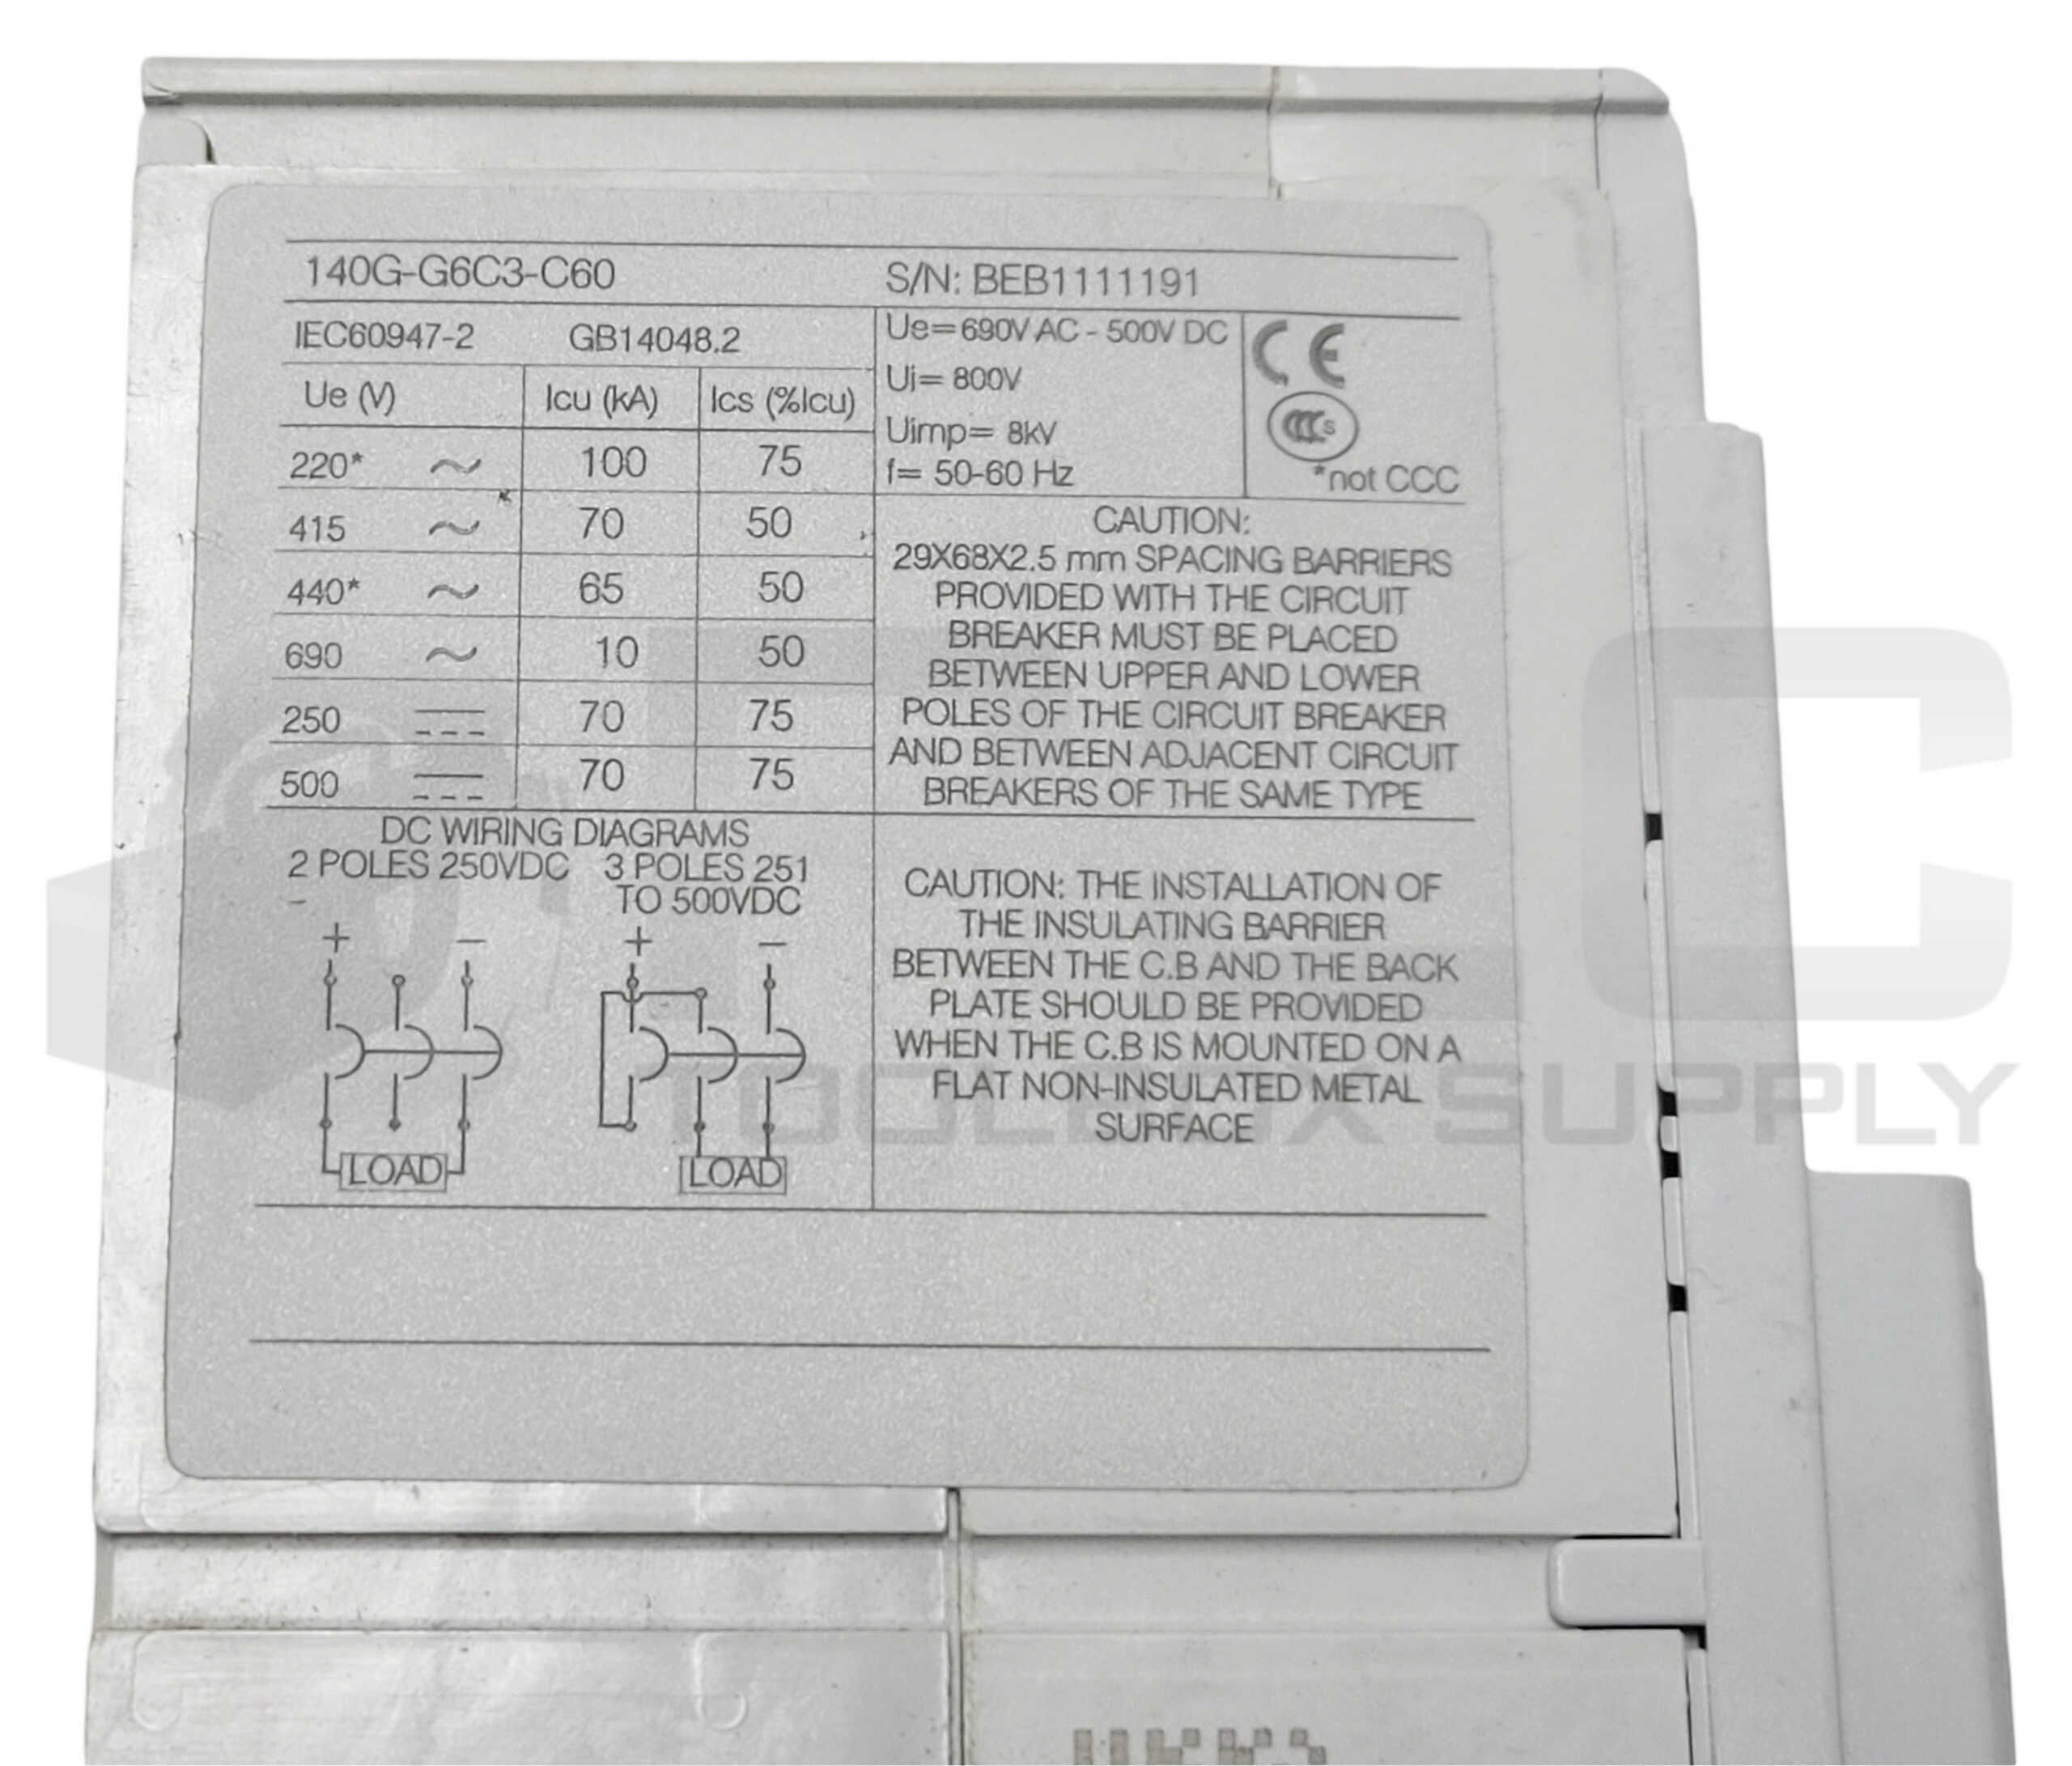 140G-G6C3-C60 S/N: BEB1111191
IEC60947-2 GB14048.2
Ue (V) Icu (kA) Ics (%Icu)
220* ~ 100 75
415 ~ 70 50
440* ~ 65 50
690 ~ 10 50
250 70 75
500 70 75
Ue= 690V AC - 500V DC
Ui= 800V
Uimp= 8kV
f= 50-60 Hz
CE
CCC S
*not CCC
CAUTION:
29X68X2.5 mm SPACING BARRIERS
PROVIDED WITH THE CIRCUIT
BREAKER MUST BE PLACED
BETWEEN UPPER AND LOWER
POLES OF THE CIRCUIT BREAKER
AND BETWEEN ADJACENT CIRCUIT
BREAKERS OF THE SAME TYPE
DC WIRING DIAGRAMS
2 POLES 250VDC 3 POLES 251
TO 500VDC
+ - + -
LOAD LOAD
CAUTION: THE INSTALLATION OF
THE INSULATING BARRIER
BETWEEN THE C.B AND THE BACK
PLATE SHOULD BE PROVIDED
WHEN THE C.B IS MOUNTED ON A
FLAT NON-INSULATED METAL
SURFACE
TOOLBOX SUPPLY